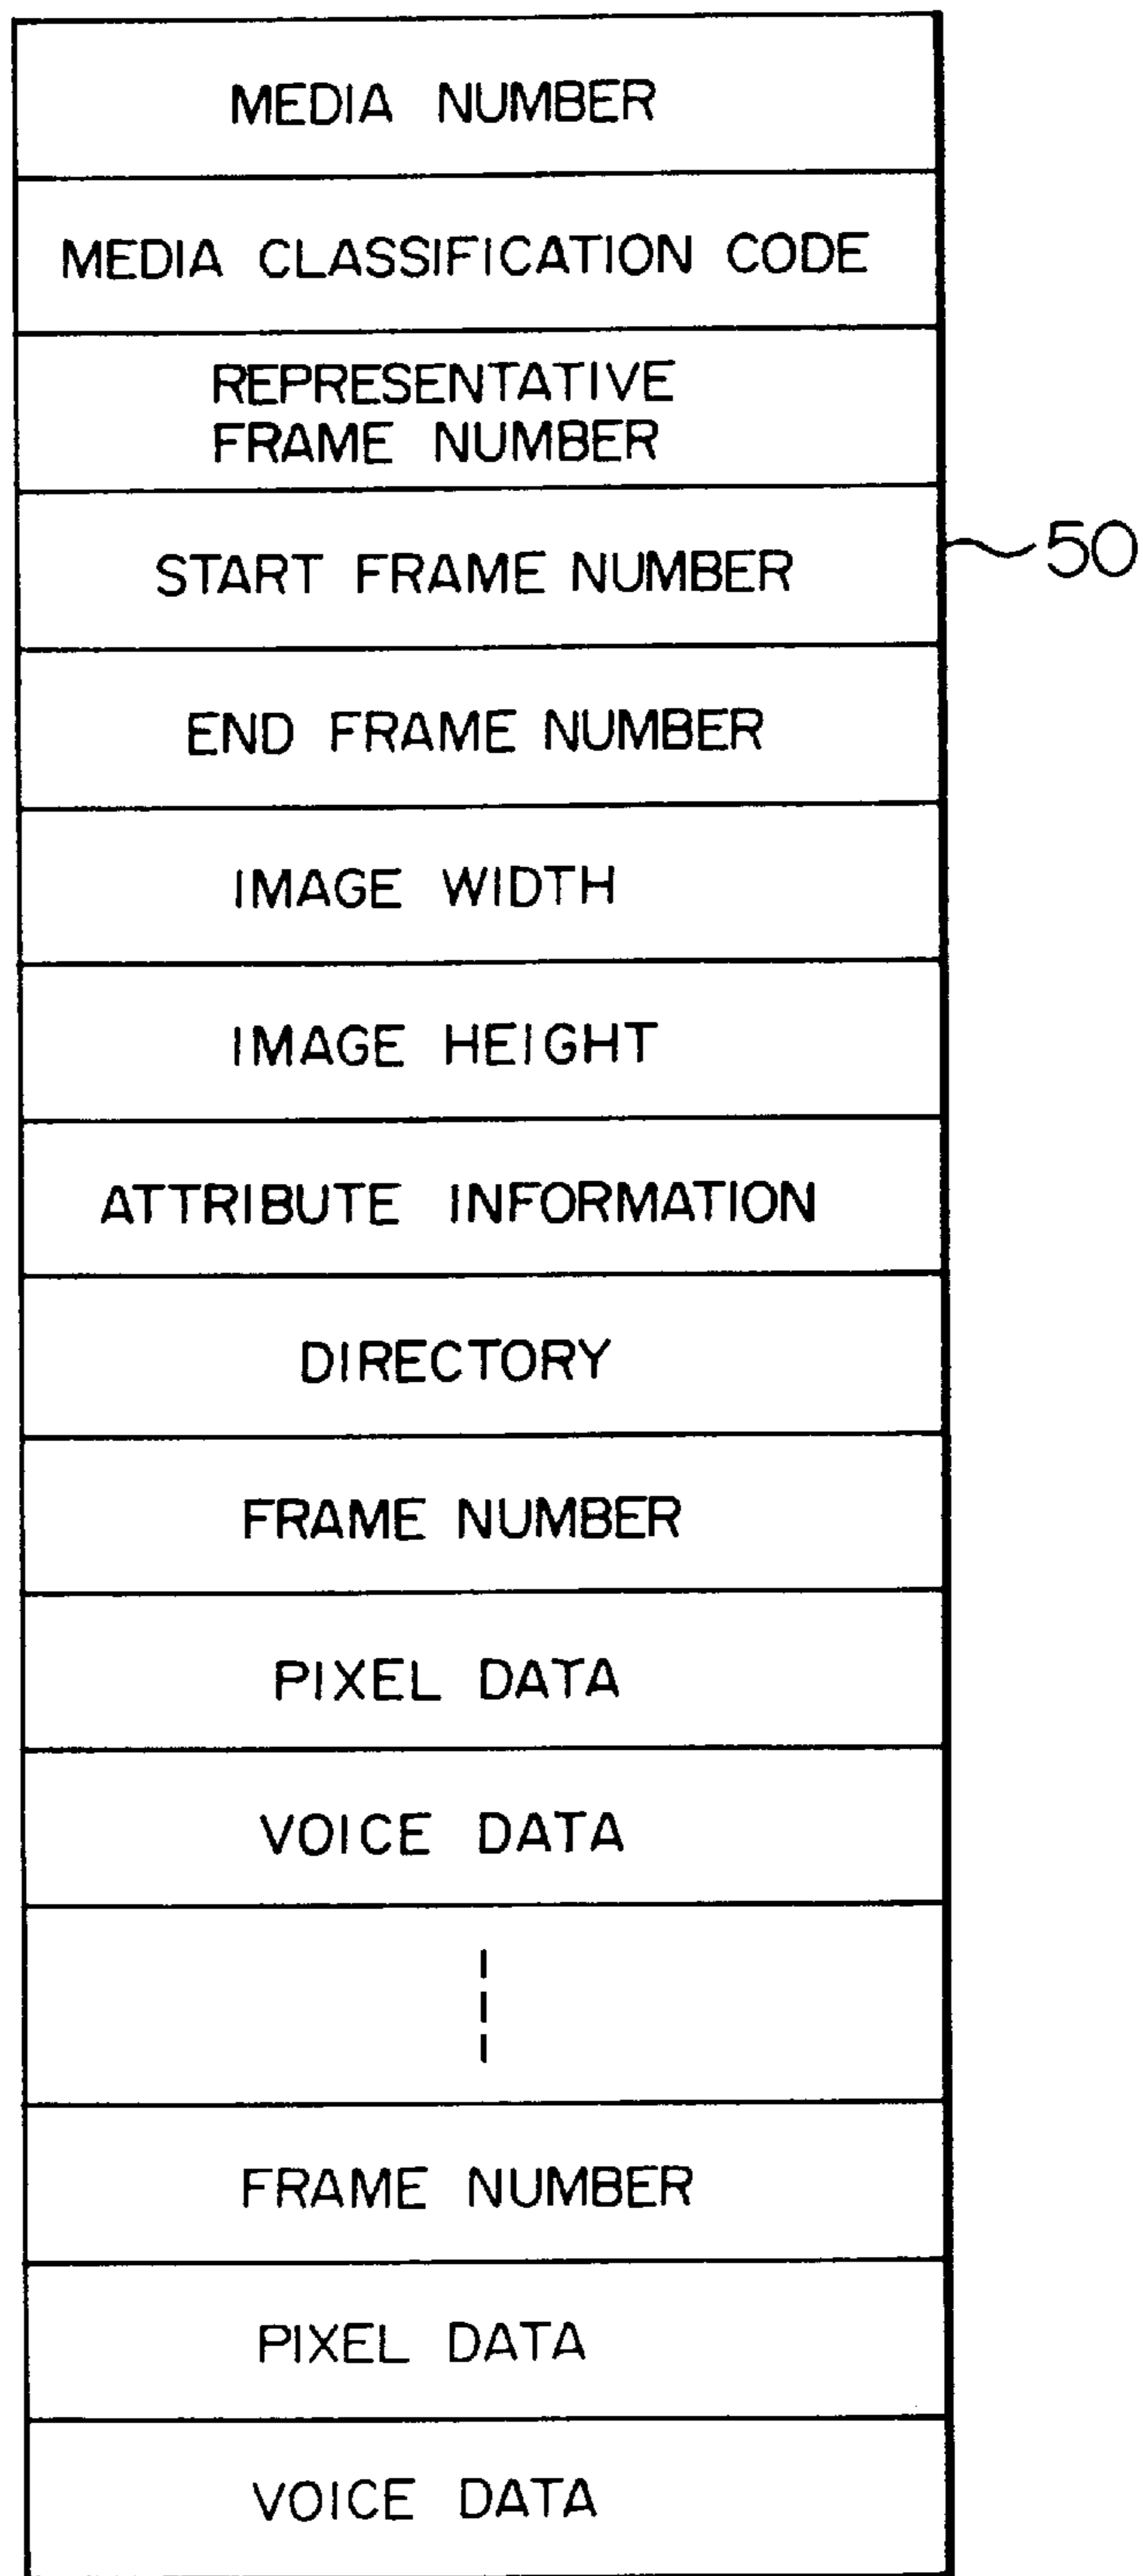 MEDIA NUMBER
MEDIA CLASSIFICATION CODE
REPRESENTATIVE
FRAME NUMBER
START FRAME NUMBER
50
END FRAME NUMBER
IMAGE WIDTH
IMAGE HEIGHT
ATTRIBUTE INFORMATION
DIRECTORY
FRAME NUMBER
PIXEL DATA
VOICE DATA
FRAME NUMBER
PIXEL DATA
VOICE DATA